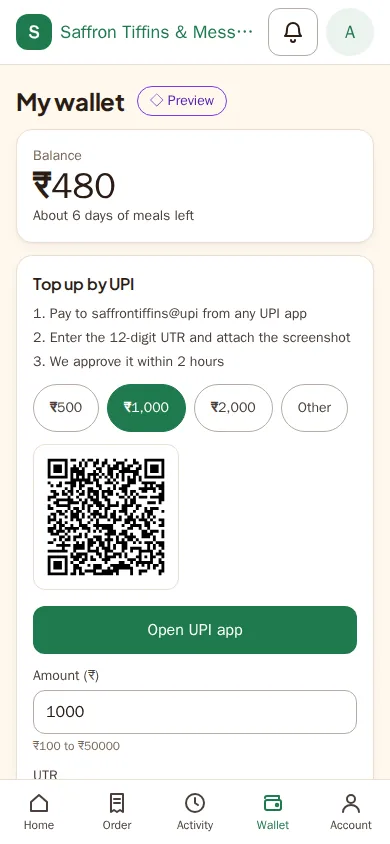 S Saffron Tiffins & Mess... A
My wallet
Preview
Balance
₹480
About 6 days of meals left
Top up by UPI
1. Pay to saffrontiffins@upi from any UPI app
2. Enter the 12-digit UTR and attach the screenshot
3. We approve it within 2 hours
₹500 ₹1,000 ₹2,000 Other
Open UPI app
Amount (₹)
1000
₹100 to ₹50000
UTR
Home Order Activity Wallet Account